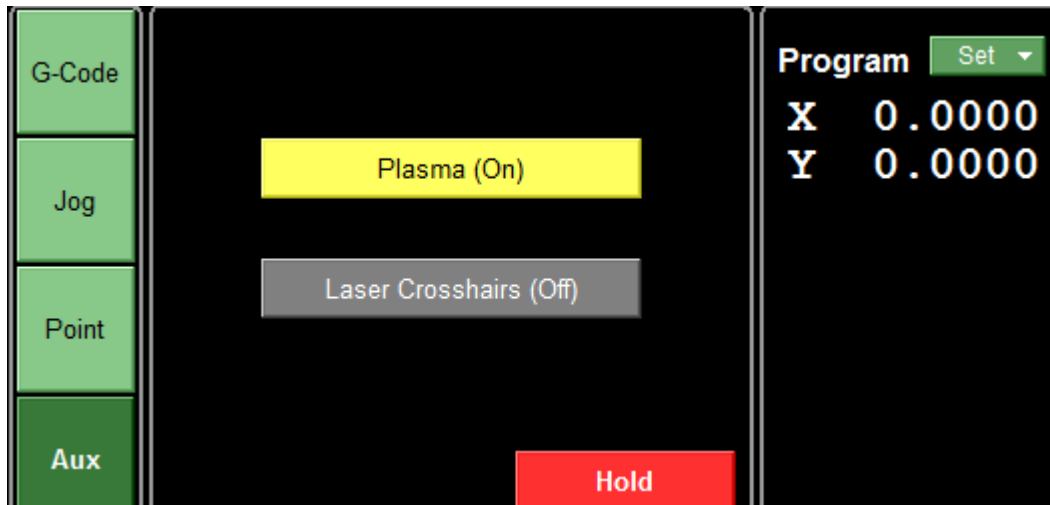 G-Code
Jog
Point
Aux
Plasma (On)
Laser Crosshairs (Off)
Hold
Program Set
X 0.0000
Y 0.0000